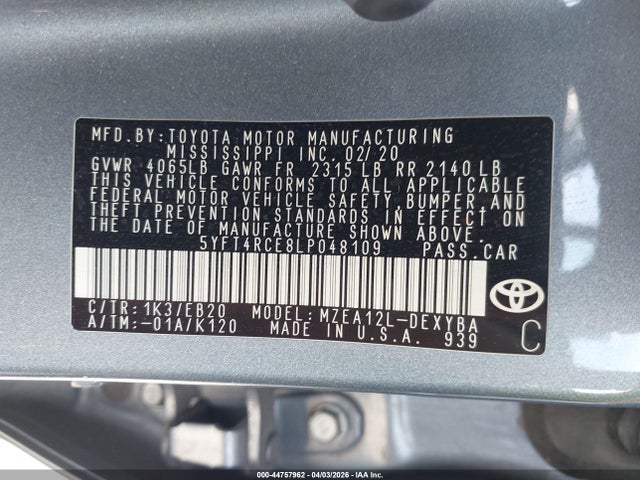 MFD.BY:TOYOTA MOTOR MANUFACTURING
MISSISSIPPI INC. 02/20
GVWR 4065LB GAWR FR 2315 LB RR 2140 LB
THIS VEHICLE CONFORMS TO ALL APPLICABLE
FEDERAL MOTOR VEHICLE SAFETY, BUMPER, AND
THEFT PREVENTION STANDARDS IN EFFECT ON
THE DATE OF MANUFACTURE SHOWN ABOVE.
5YFT4RCE8LP048109 PASS.CAR
C/TR: 1K3/EB20 MODEL: MZEA12L-DEXYBA
A/TM:-01A/K120 MADE IN U.S.A. 939
C
000-44757962 - 04/03/2026 - IAA Inc.